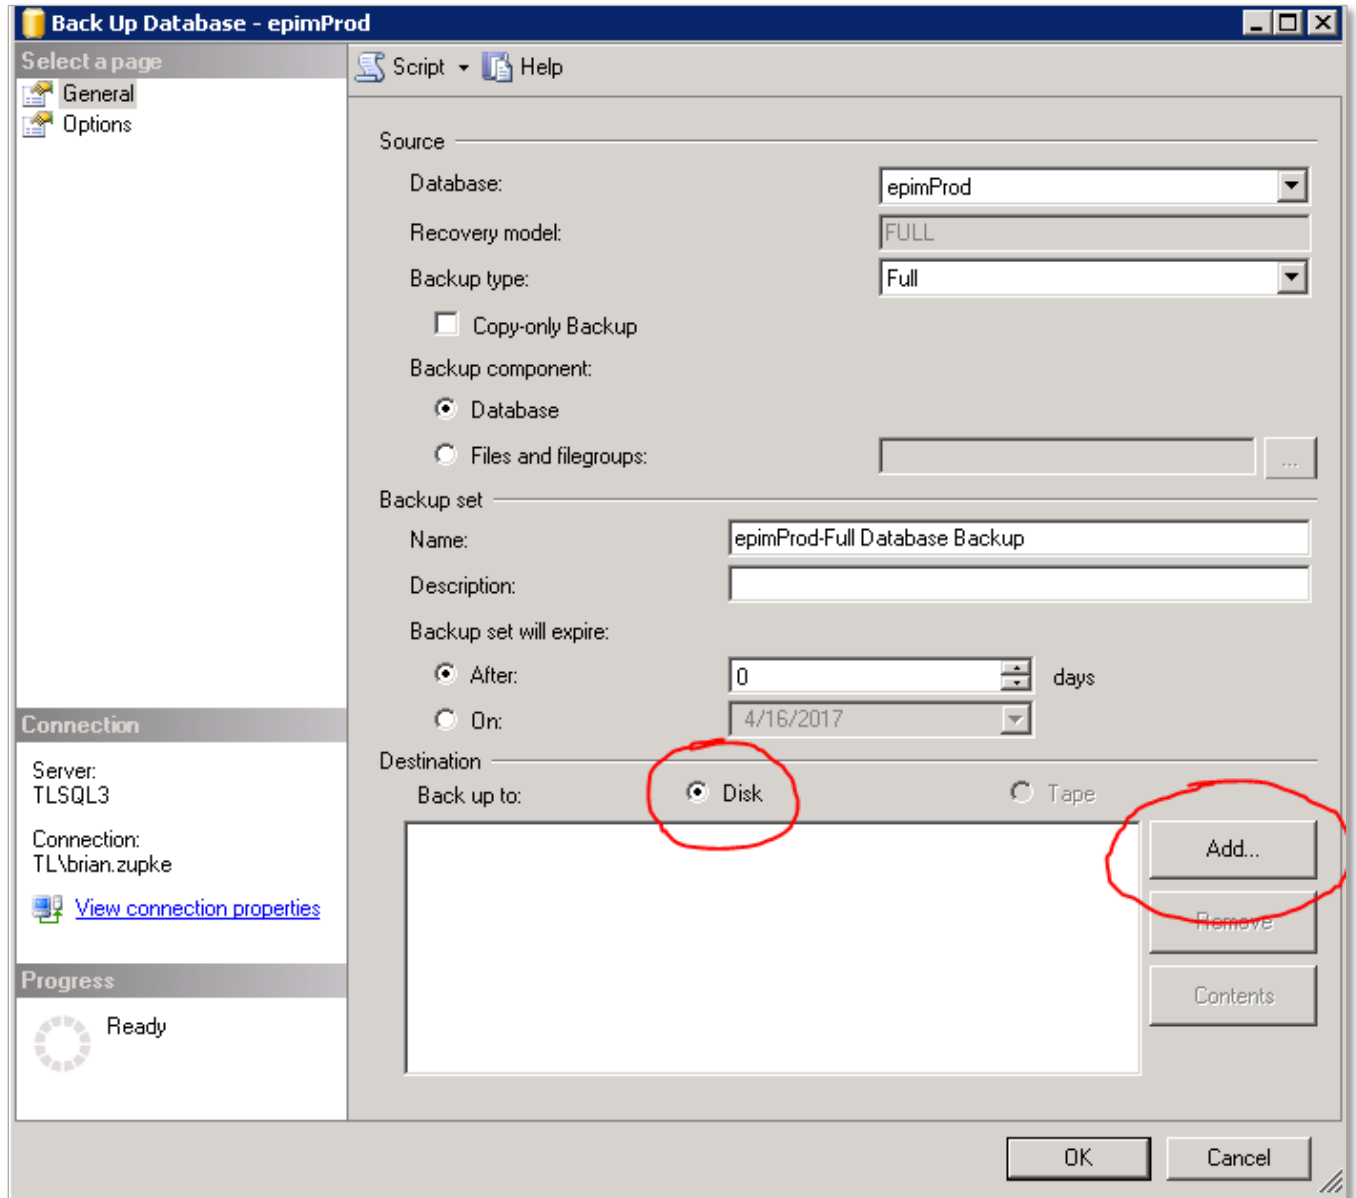 Back Up Database - epimProd
Select a page
General
Options
Script
Help
Source
Database:
epimProd
Recovery model:
FULL
Backup type:
Full
Copy-only Backup
Backup component:
Database
Files and filegroups:
...
Backup set
Name:
epimProd-Full Database Backup
Description:
Backup set will expire:
After:
0
days
On:
4/16/2017
Destination
Back up to:
Disk
Tape
Add...
Remove
Contents
Connection
Server:
TLSQL3
Connection:
TL\brian.zupke
View connection properties
Progress
Ready
OK
Cancel